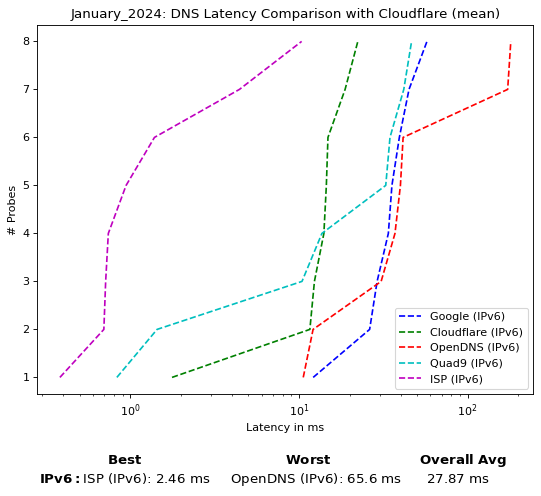 January_2024: DNS Latency Comparison with Cloudflare (mean)
8
7
6
5
4
3
2
1
# Probes
Google (IPv6)
Cloudflare (IPv6)
OpenDNS (IPv6)
Quad9 (IPv6)
ISP (IPv6)
10⁰ 10¹ 10²
Latency in ms
Best Worst Overall Avg
IPv6: ISP (IPv6): 2.46 ms OpenDNS (IPv6): 65.6 ms 27.87 ms